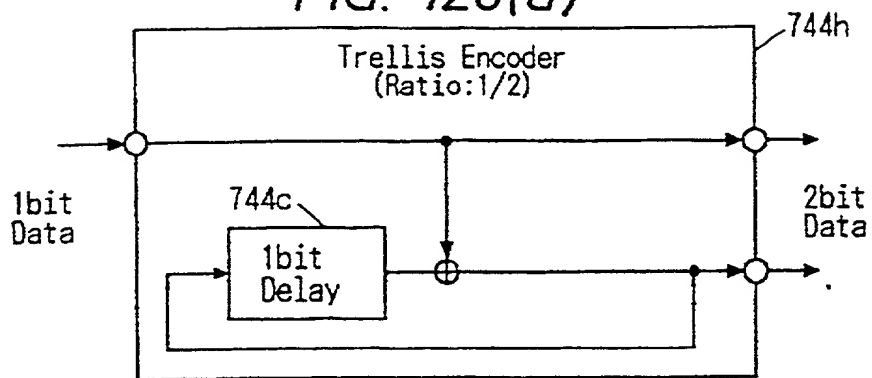 744h
Trellis Encoder
(Ratio:1/2)
1bit
Data
744c
1bit
Delay
2bit
Data